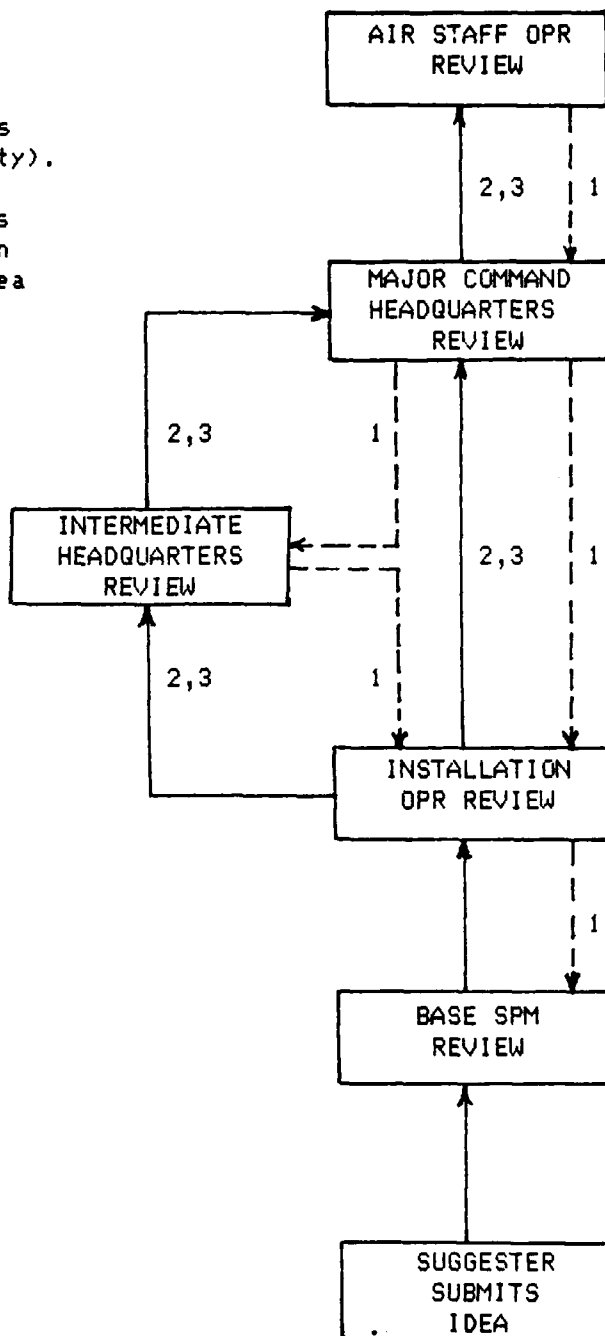 AIR STAFF OPR
REVIEW
s
ty).
s
n
ea
2,3
1
MAJOR COMMAND
HEADQUARTERS
REVIEW
2,3
1
INTERMEDIATE
HEADQUARTERS
REVIEW
2,3
1
2,3
1
INSTALLATION
OPR REVIEW
1
BASE SPM
REVIEW
SUGGESTER
SUBMITS
IDEA